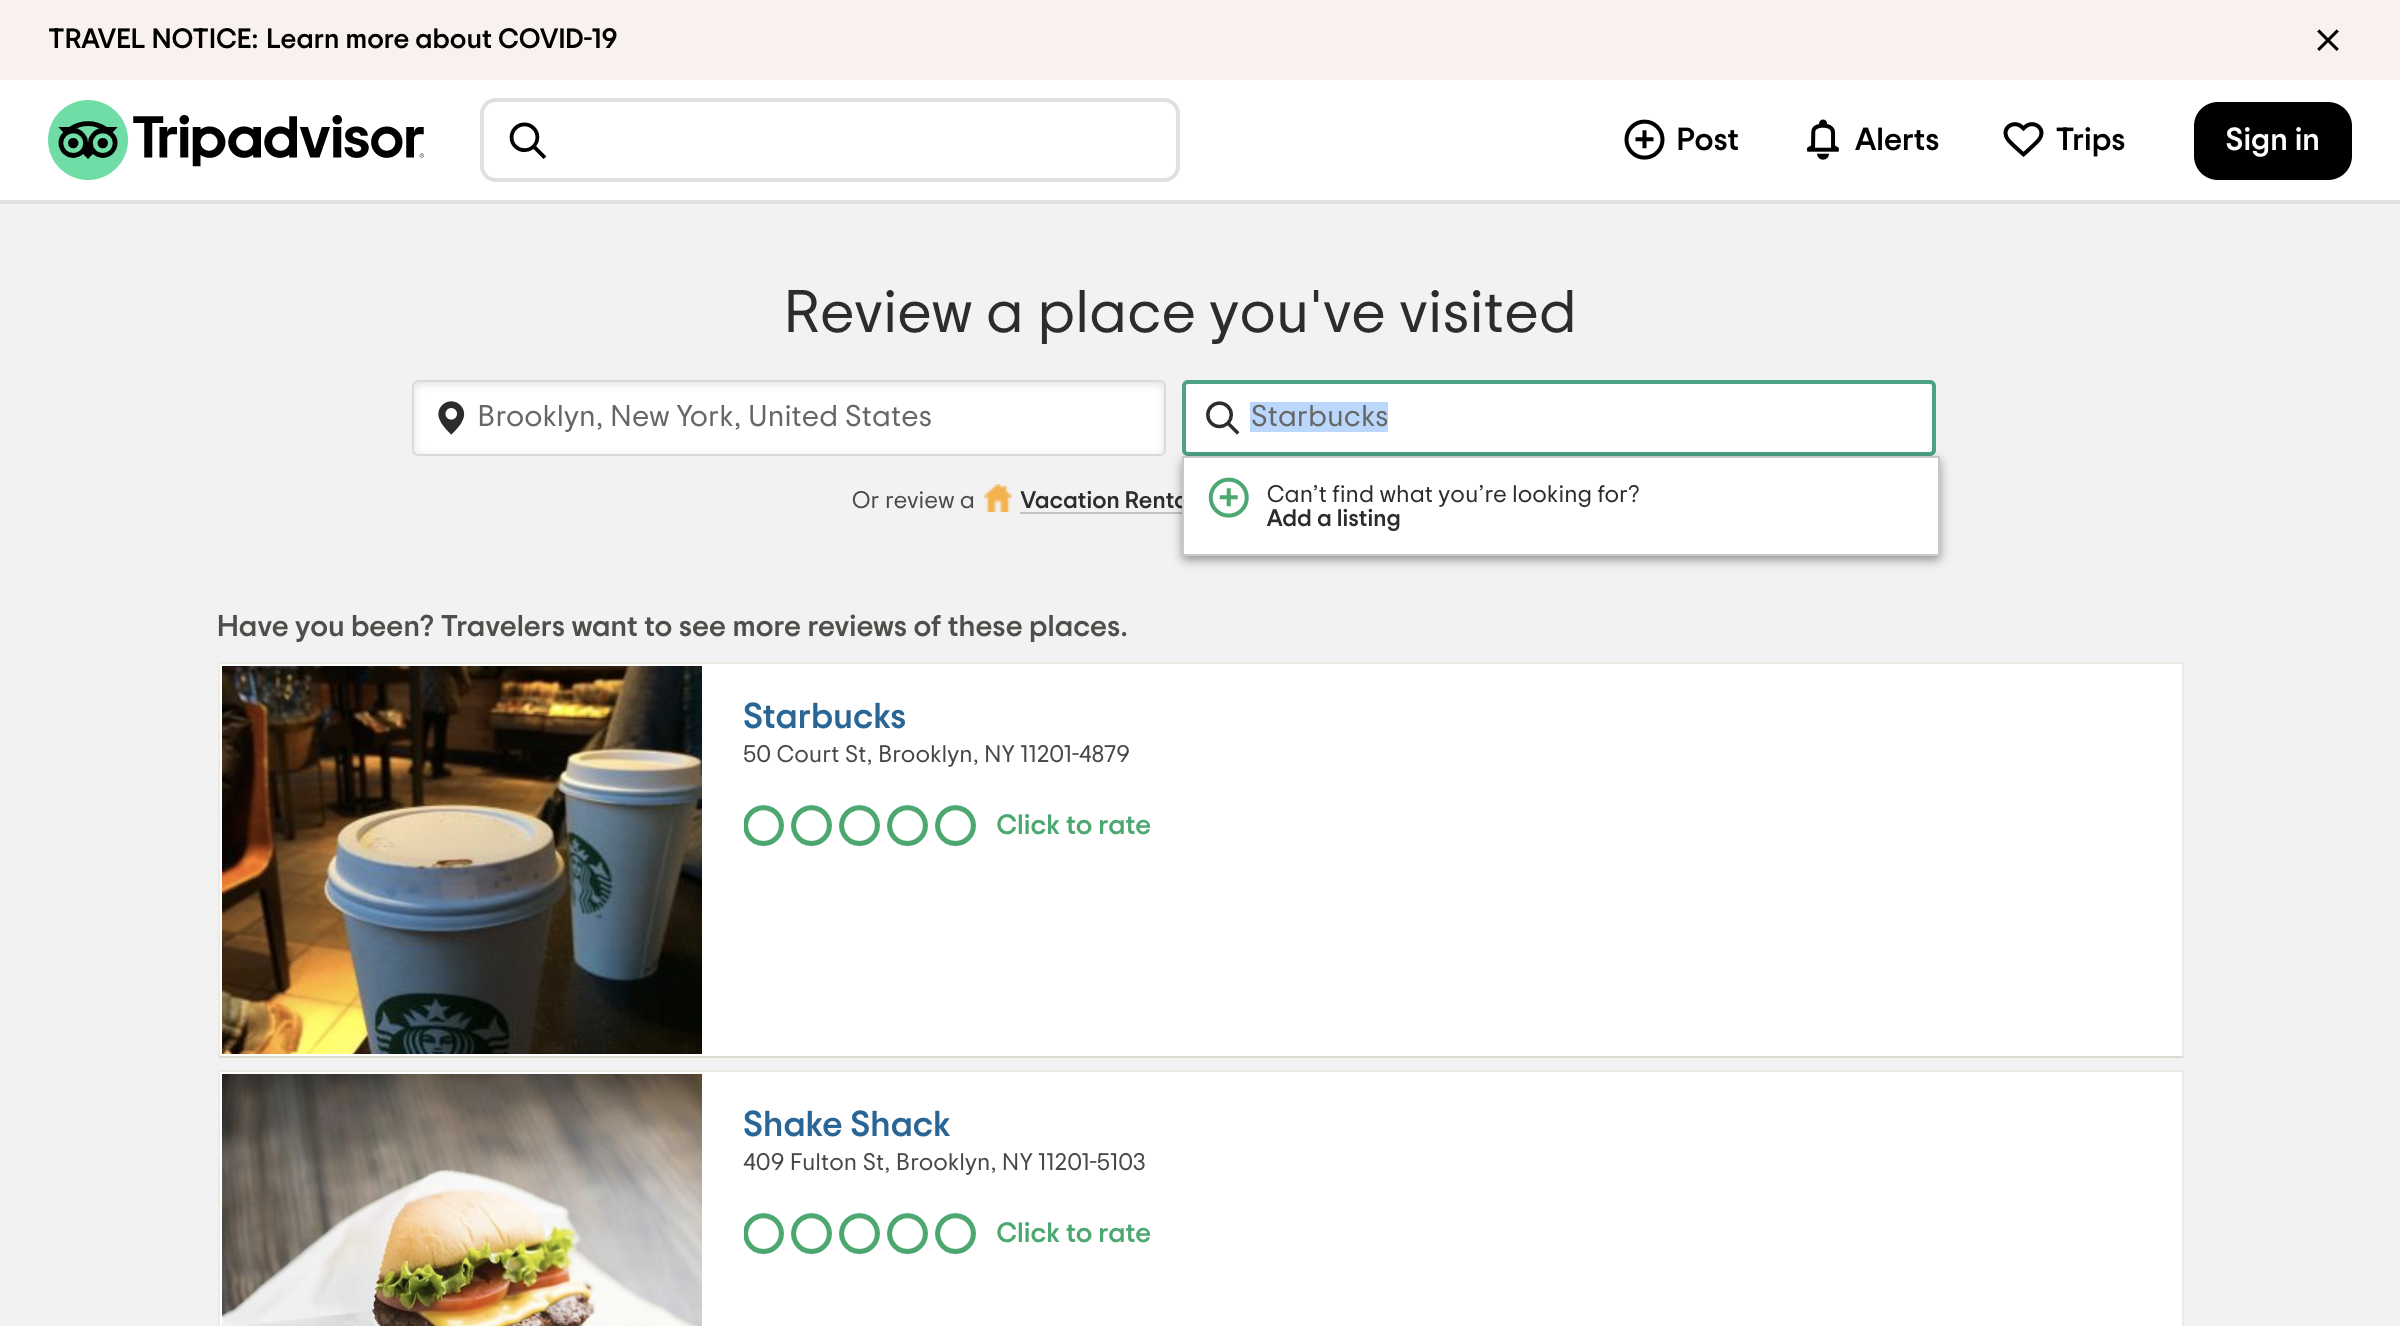 TRAVEL NOTICE: Learn more about COVID-19
Tripadvisor
Post
Alerts
Trips
Sign in
Review a place you've visited
Brooklyn, New York, United States
Starbucks
Or review a Vacation
Can’t find what you’re looking for?
Add a listing
Have you been? Travelers want to see more reviews of these places.
Starbucks
50 Court St, Brooklyn, NY 11201-4879
Click to rate
Shake Shack
409 Fulton St, Brooklyn, NY 11201-5103
Click to rate